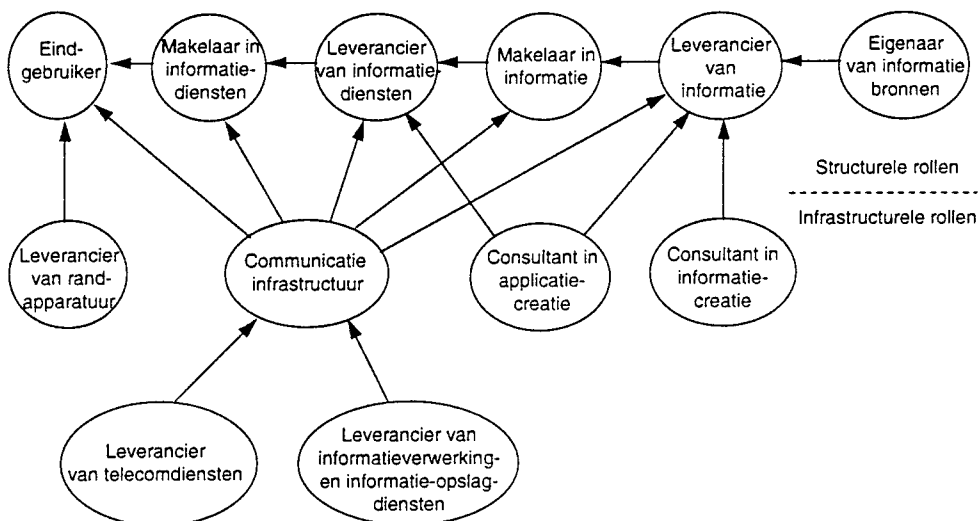 Eind-
gebruiker
Makelaar in
informatie-
diensten
Leverancier
van informatie-
diensten
Makelaar in
informatie
Leverancier
van
informatie
Eigenaar
van informatie
bronnen
Structurele rollen
Infrastructurele rollen
Leverancier
van rand-
apparatuur
Communicatie
infrastructuur
Consultant in
applicatie-
creatie
Consultant in
informatie-
creatie
Leverancier
van telecomdiensten
Leverancier van
informatieverwerking-
en informatie-opslag-
diensten